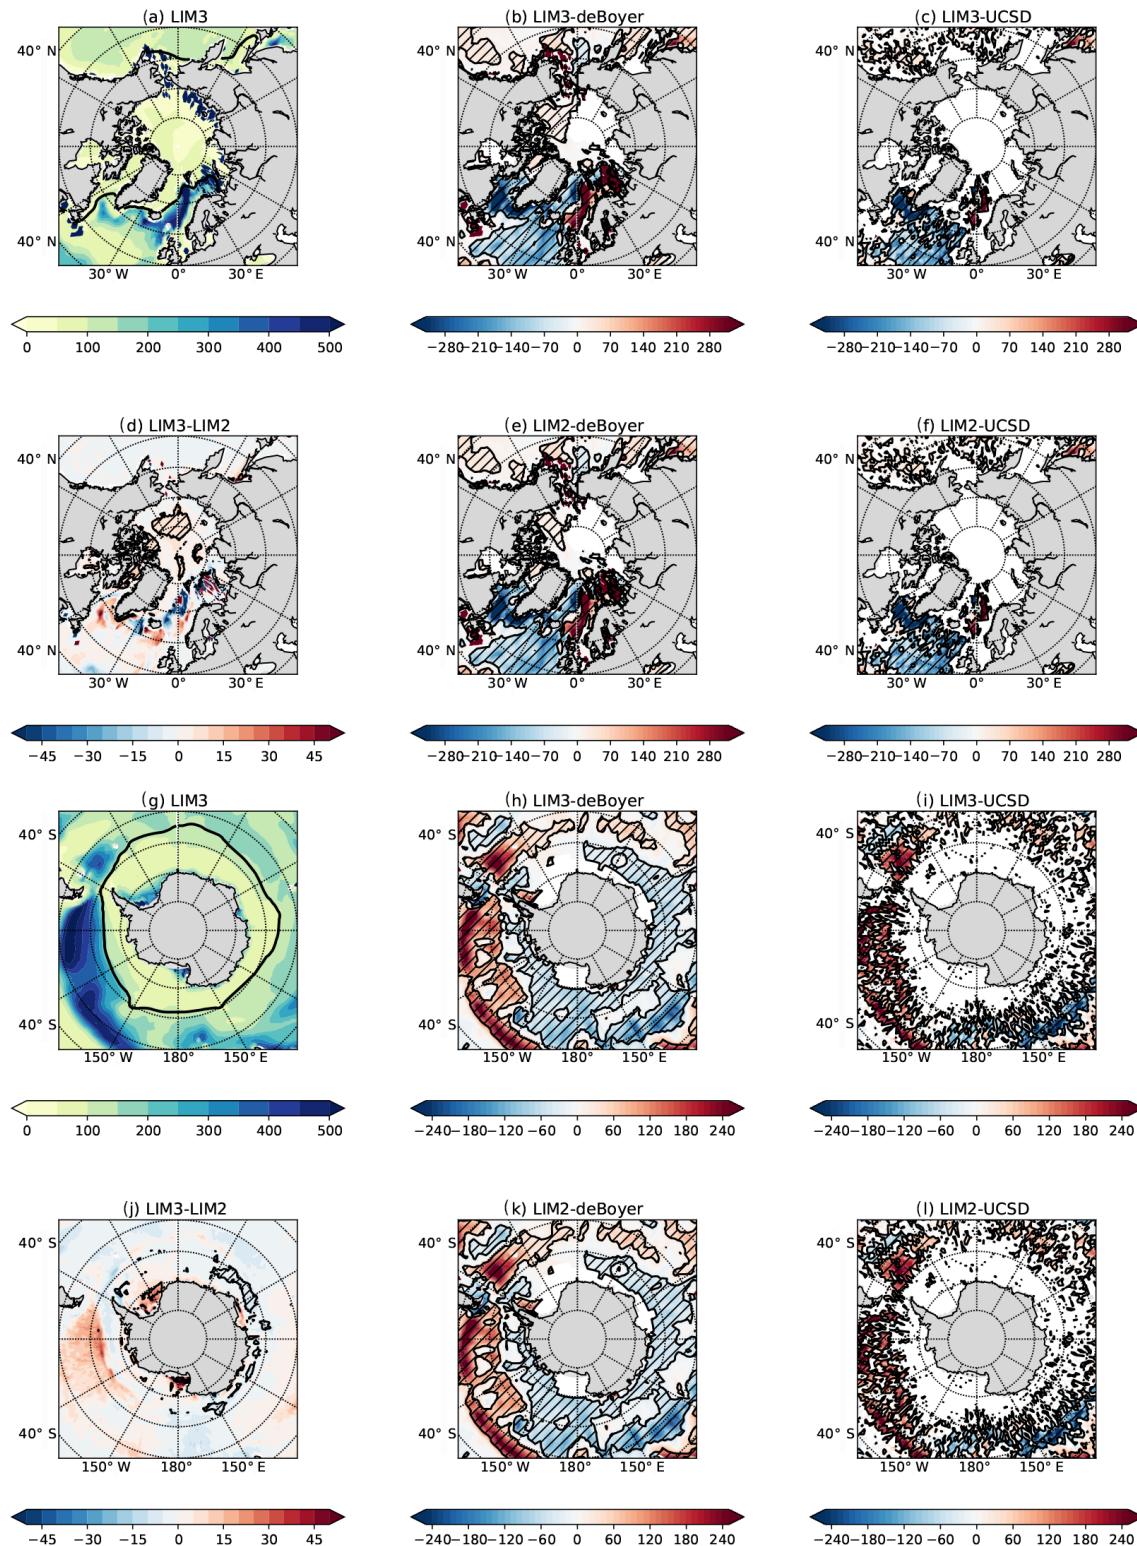 (a) LIM3 (b) LIM3-deBoyer (c) LIM3-UCSD
40° N 40° N 40° N
40° N 40° N 40° N
30° W 0° 30° E 30° W 0° 30° E 30° W 0° 30° E
0 100 200 300 400 500 −280 −210 −140 −70 0 70 140 210 280 −280 −210 −140 −70 0 70 140 210 280
(d) LIM3-LIM2 (e) LIM2-deBoyer (f) LIM2-UCSD
40° N 40° N 40° N
40° N 40° N 40° N
30° W 0° 30° E 30° W 0° 30° E 30° W 0° 30° E
−45 −30 −15 0 15 30 45 −280 −210 −140 −70 0 70 140 210 280 −280 −210 −140 −70 0 70 140 210 280
(g) LIM3 (h) LIM3-deBoyer (i) LIM3-UCSD
40° S 40° S 40° S
40° S 40° S 40° S
150° W 180° 150° E 150° W 180° 150° E 150° W 180° 150° E
0 100 200 300 400 500 −240 −180 −120 −60 0 60 120 180 240 −240 −180 −120 −60 0 60 120 180 240
(j) LIM3-LIM2 (k) LIM2-deBoyer (l) LIM2-UCSD
40° S 40° S 40° S
40° S 40° S 40° S
150° W 180° 150° E 150° W 180° 150° E 150° W 180° 150° E
−45 −30 −15 0 15 30 45 −240 −180 −120 −60 0 60 120 180 240 −240 −180 −120 −60 0 60 120 180 240